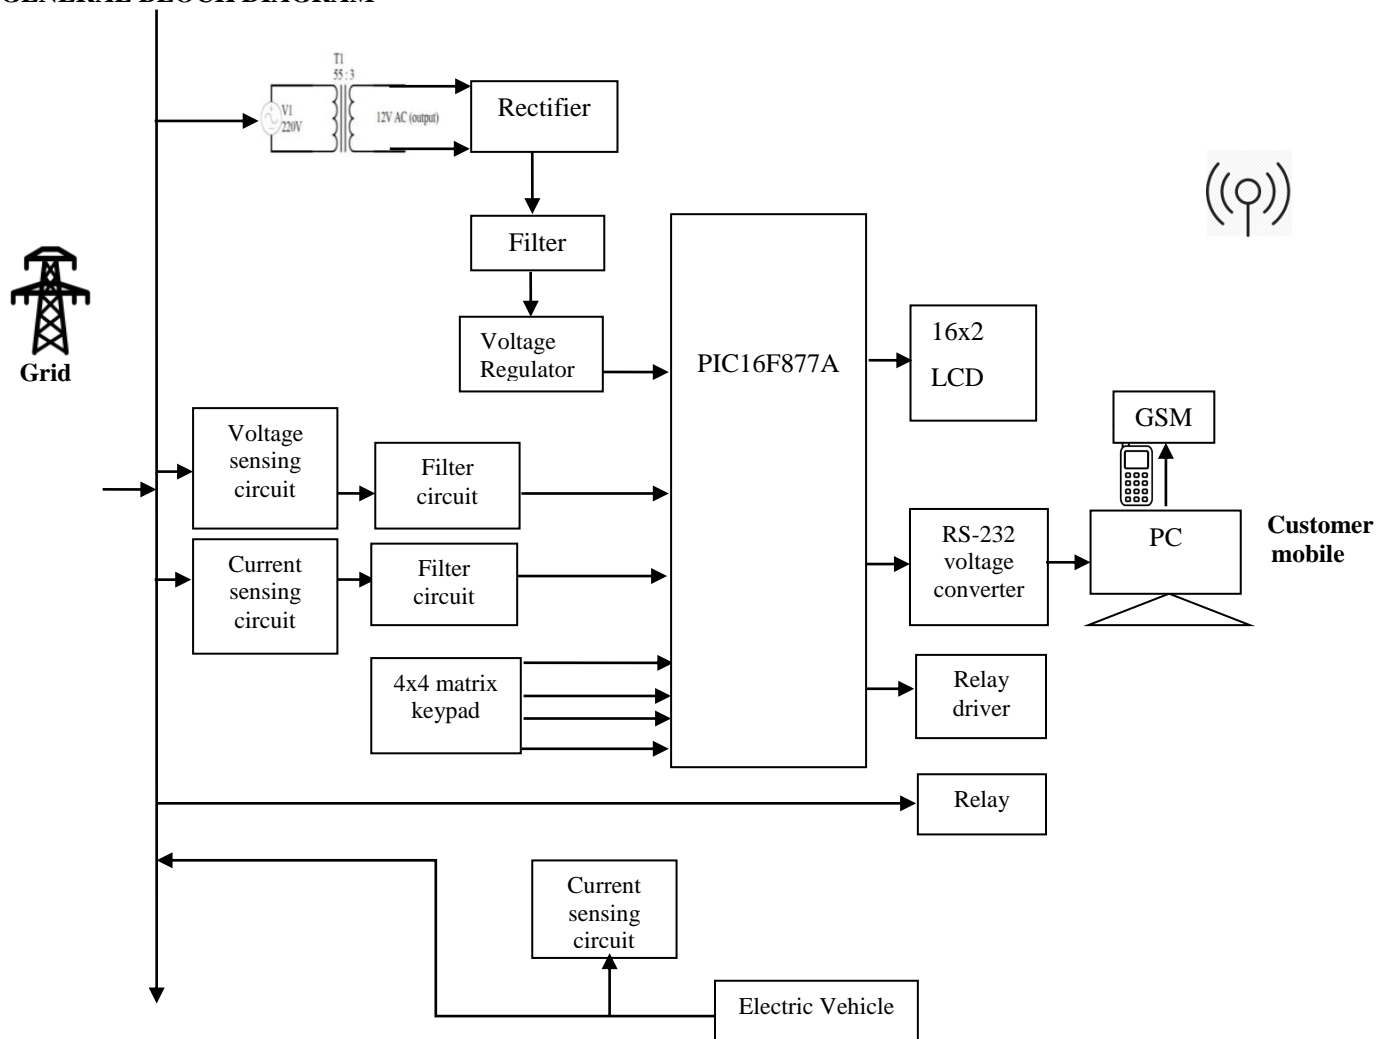 GENERAL BLOCK DIAGRAM
T1
55 : 3
V1
220V
12V AC (output)
Rectifier
Filter
Voltage
Regulator
PIC16F877A
16x2
LCD
Grid
GSM
Voltage
sensing
circuit
Filter
circuit
Current
sensing
circuit
Filter
circuit
RS-232
voltage
converter
PC
Customer
mobile
4x4 matrix
keypad
Relay
driver
Relay
Current
sensing
circuit
Electric Vehicle